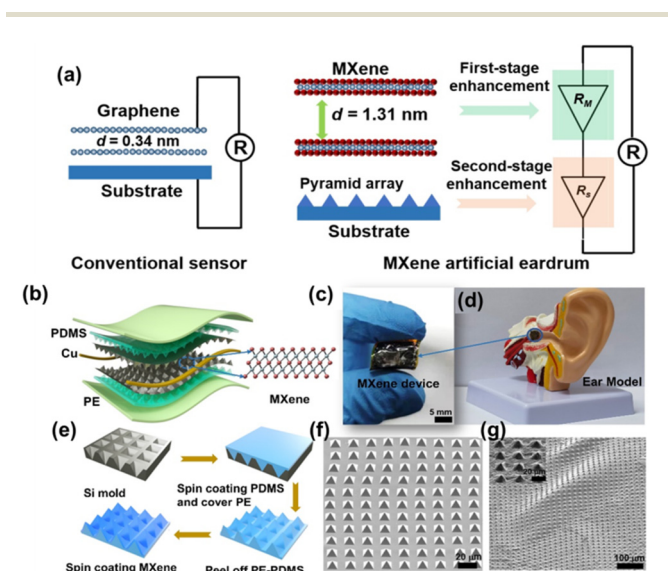 (a)
Graphene
d = 0.34 nm
Substrate
R
Conventional sensor
MXene
d = 1.31 nm
Pyramid array
Substrate
First-stage
enhancement
Second-stage
enhancement
R_M
R_s
R
MXene artificial eardrum
(b)
PDMS
Cu
PE
MXene
(c)
MXene device
5 mm
(d)
Ear Model
(e)
Si mold
Spin coating PDMS
and cover PE
Spin coating MXene
Peel off PE-PDMS
(f)
20 μm
(g)
20 μm
100 μm